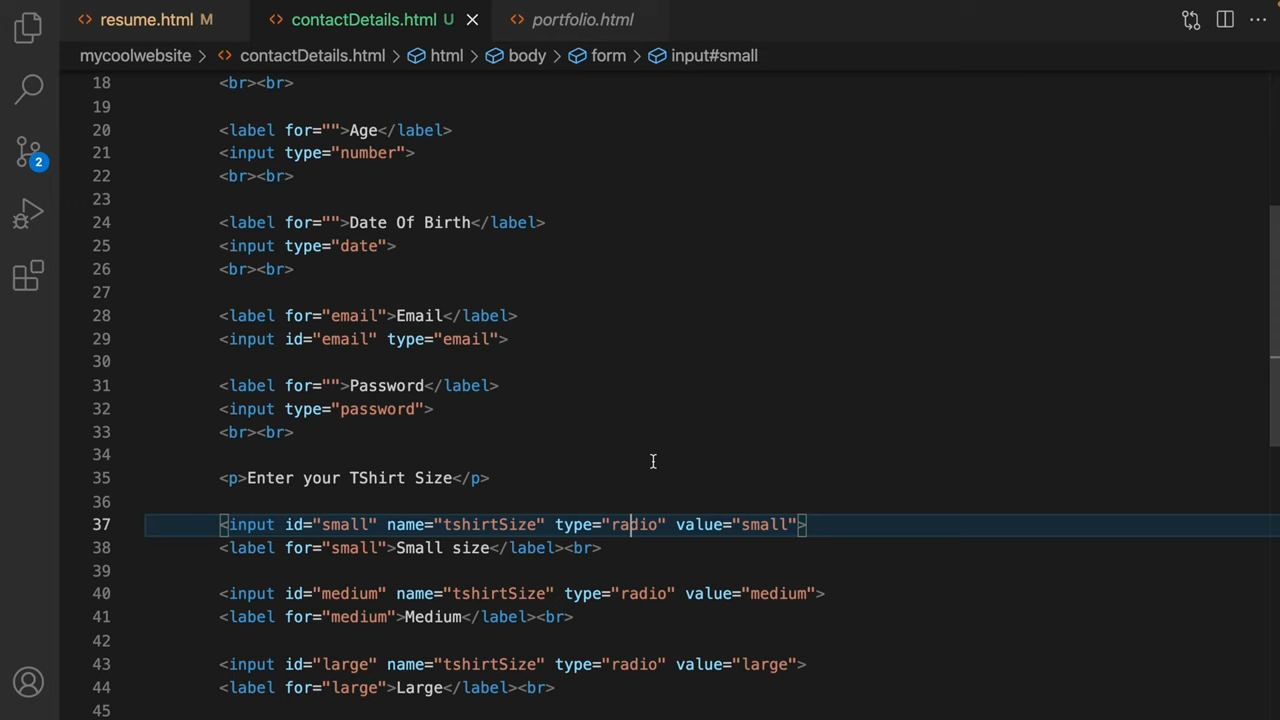 resume.html M contactDetails.html U portfolio.html
mycoolwebsite > contactDetails.html > html > body > form > input#small
18 <br><br>
19
20 <label for="">Age</label>
21 <input type="number">
22 <br><br>
23
24 <label for="">Date Of Birth</label>
25 <input type="date">
26 <br><br>
27
28 <label for="email">Email</label>
29 <input id="email" type="email">
30
31 <label for="">Password</label>
32 <input type="password">
33 <br><br>
34
35 <p>Enter your TShirt Size</p>
36
37 <input id="small" name="tshirtSize" type="radio" value="small">
38 <label for="small">Small size</label><br>
39
40 <input id="medium" name="tshirtSize" type="radio" value="medium">
41 <label for="medium">Medium</label><br>
42
43 <input id="large" name="tshirtSize" type="radio" value="large">
44 <label for="large">Large</label><br>
45
2